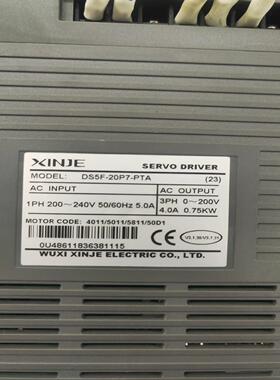 XINJE SERVO DRIVER
MODEL: DS5F-20P7-PTA (23)
AC INPUT AC OUTPUT
1PH 200~240V 50/60Hz 5.0A 3PH 0~200V
4.0A 0.75KW
MOTOR CODE: 4011/5011/5811/50D1
0U48611836381115
CE
WUXI XINJE ELECTRIC CO., LTD.